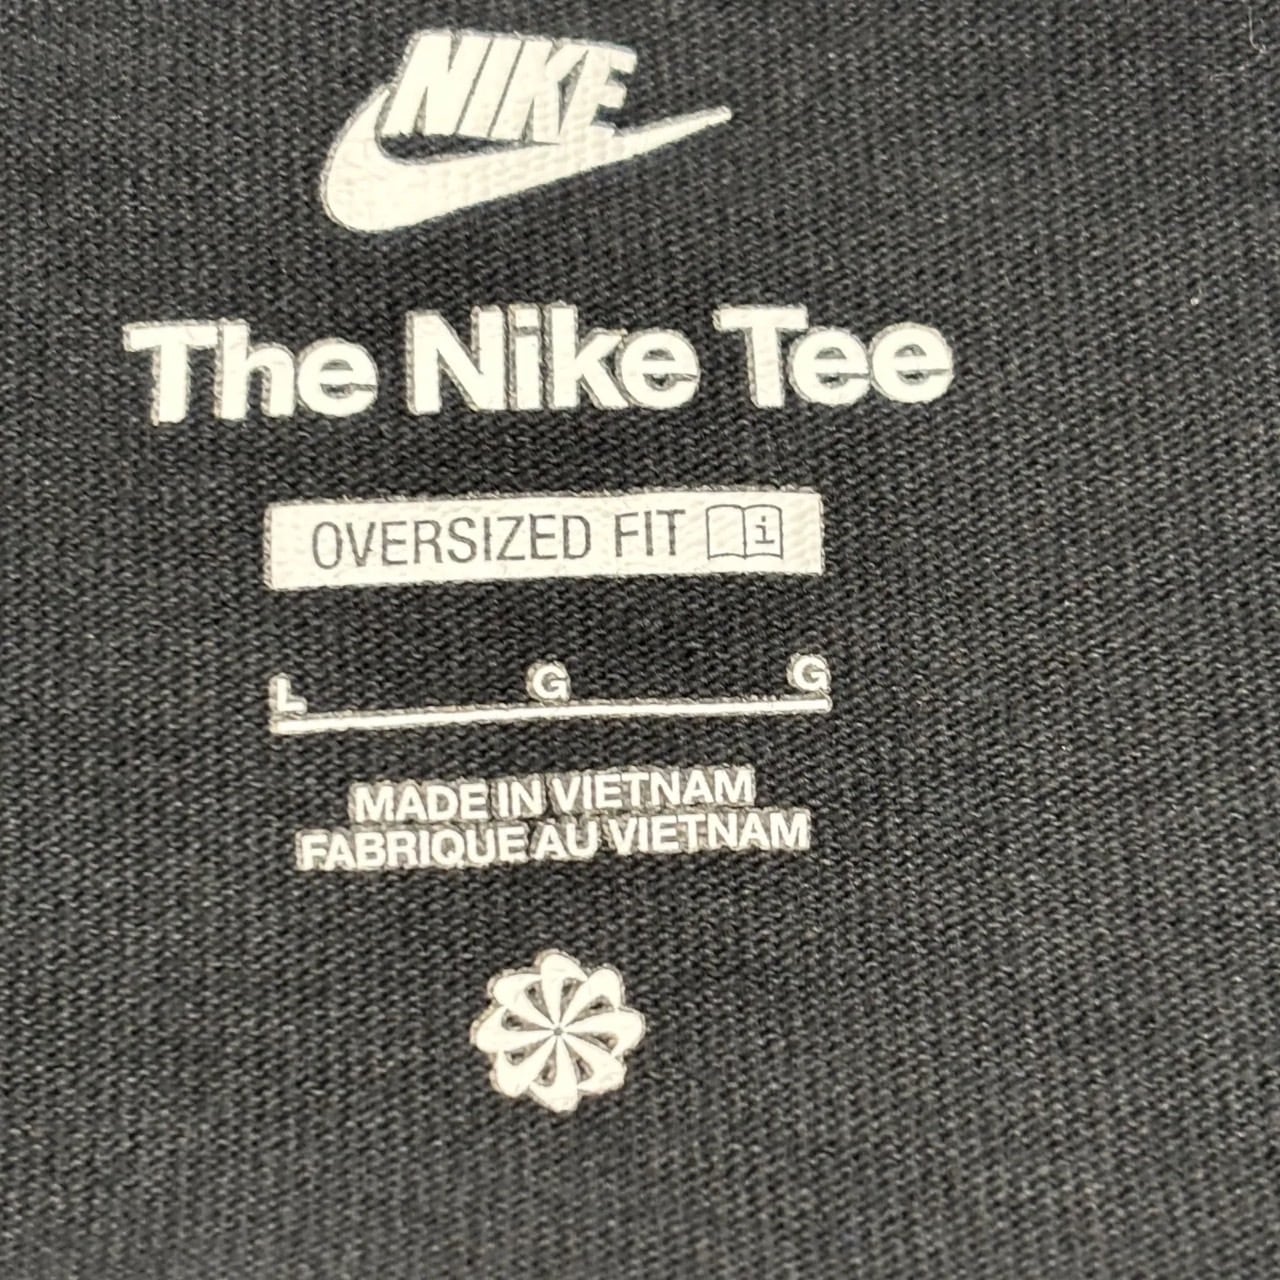 NIKE
The Nike Tee
OVERSIZED FIT i
L G G
MADE IN VIETNAM
FABRIQUE AU VIETNAM